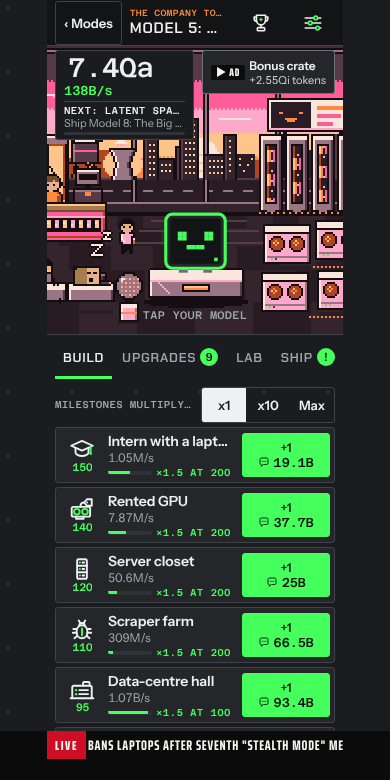 ‹ Modes
THE COMPANY TO…
MODEL 5: …
7.4Qa
138B/s
NEXT: LATENT SPA…
Ship Model 8: The Big …
AD
Bonus crate
+2.55Qi tokens
Z
Z
TAP YOUR MODEL
BUILD
UPGRADES 9
LAB
SHIP !
MILESTONES MULTIPLY…
x1
x10
Max
Intern with a lapt…
150
1.05M/s
×1.5 AT 200
+1
19.1B
Rented GPU
140
7.87M/s
×1.5 AT 200
+1
37.7B
Server closet
120
50.6M/s
×1.5 AT 200
+1
25B
Scraper farm
110
309M/s
×1.5 AT 200
+1
66.5B
Data-centre hall
95
1.07B/s
×1.5 AT 100
+1
93.4B
LIVE
BANS LAPTOPS AFTER SEVENTH "STEALTH MODE" ME